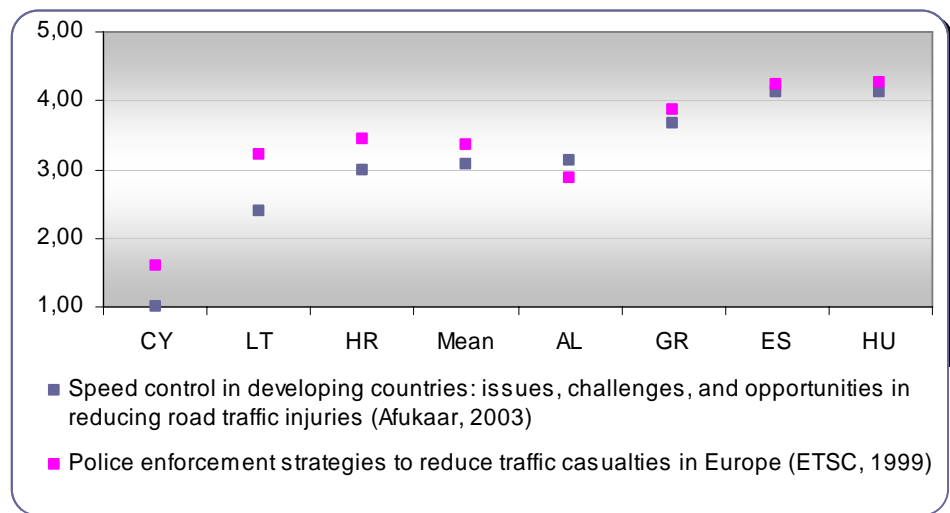 5,00
4,00
3,00
2,00
1,00
CY LT HR Mean AL GR ES HU
Speed control in developing countries: issues, challenges, and opportunities in
reducing road traffic injuries (Afukaar, 2003)
Police enforcement strategies to reduce traffic casualties in Europe (ETSC, 1999)